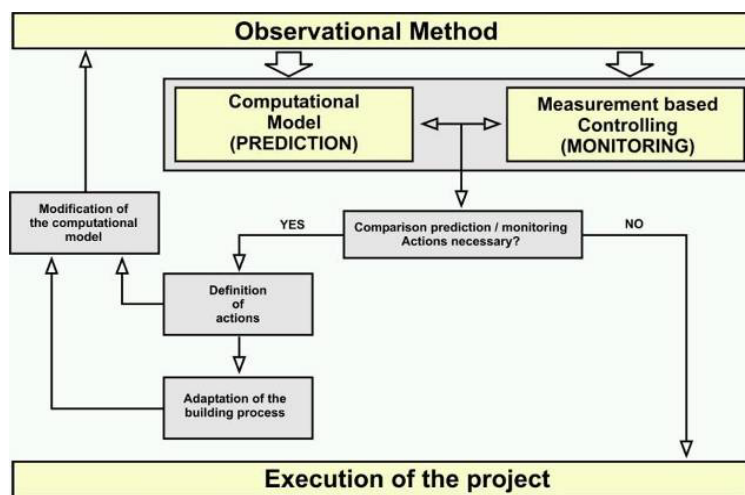 Observational Method
Computational
Model
(PREDICTION)
Measurement based
Controlling
(MONITORING)
Modification of
the computational
model
YES
Comparison prediction / monitoring
Actions necessary?
NO
Definition
of
actions
Adaptation of the
building process
Execution of the project